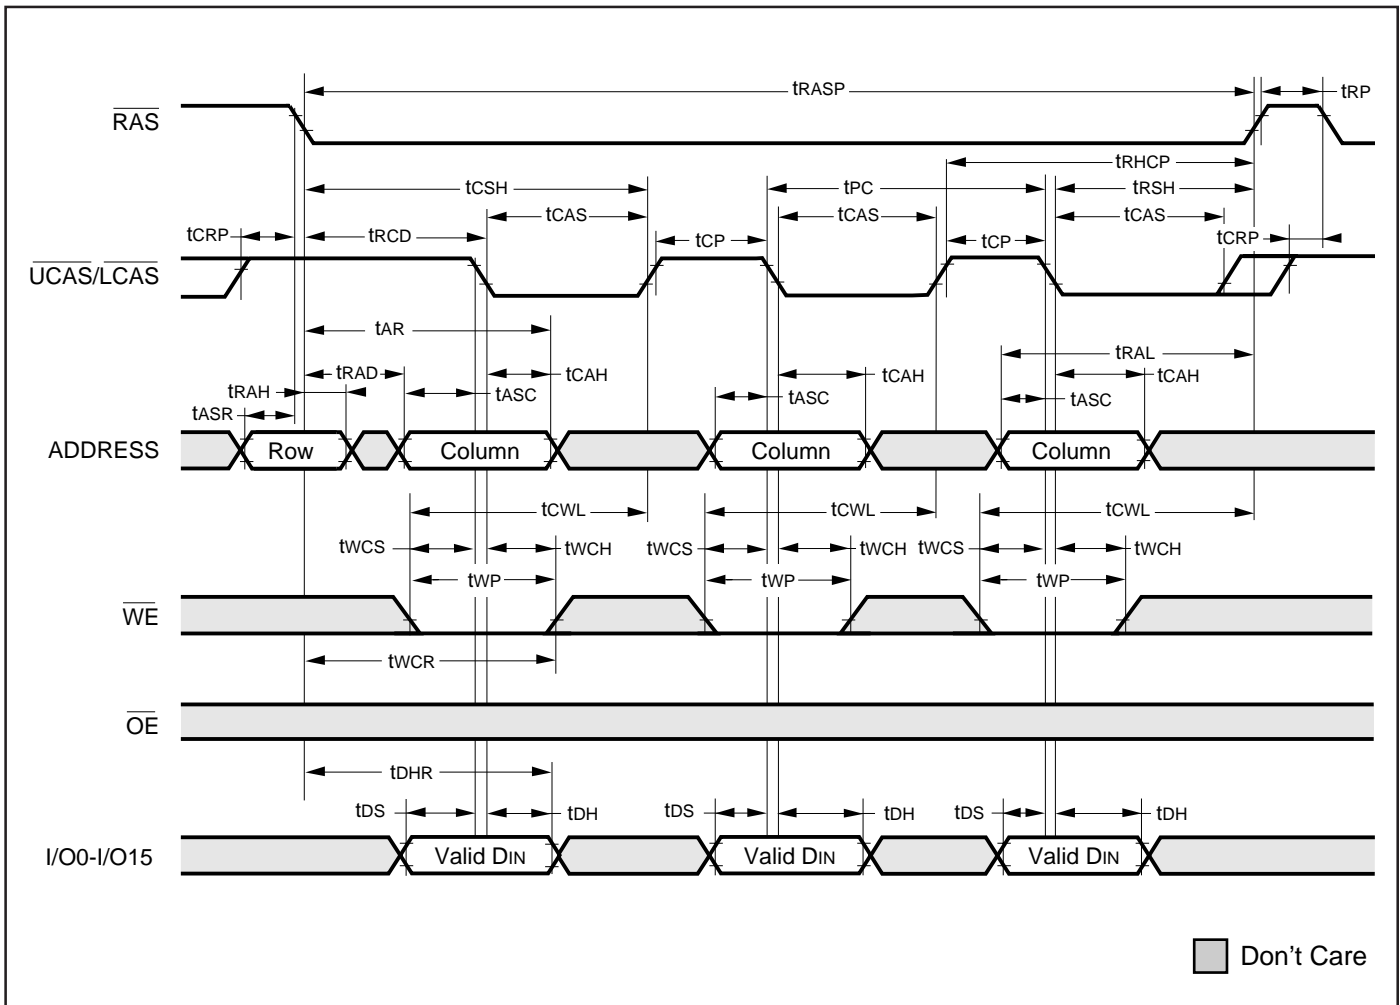 tRASP
tRP
RAS
tRHCP
tCSH
tPC
tRSH
tCAS
tCAS
tCAS
tCRP
tRCD
tCP
tCP
tCRP
UCAS/LCAS
tAR
tRAL
tRAD
tCAH
tCAH
tCAH
tRAH
tASR
tASC
tASC
tASC
ADDRESS
Row
Column
Column
Column
tCWL
tCWL
tCWL
tWCS
tWCH
tWCS
tWCH
tWCS
tWCH
tWP
tWP
tWP
WE
tWCR
OE
tDHR
tDS
tDH
tDS
tDH
tDS
tDH
I/O0-I/O15
Valid DIN
Valid DIN
Valid DIN
Don't Care